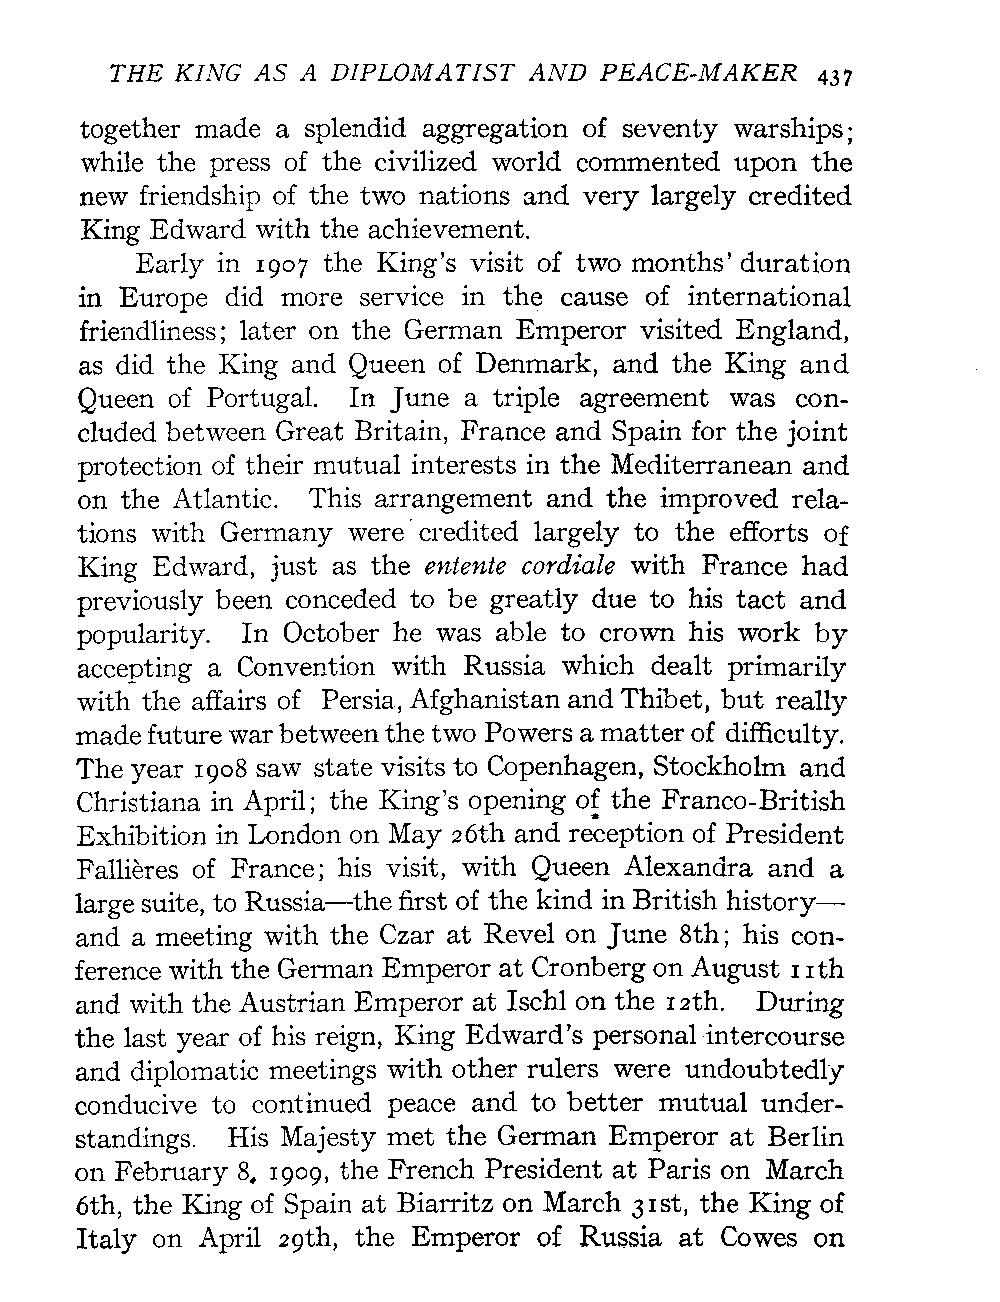 THE KING AS A DIPLOMATIST AND PEACE-MAKER 437
together made a splendid aggregation of seventy warships;
while the press of the civilized world commented upon the
new friendship of the two nations and very largely credited
King Edward with the achievement.
Early in 1907 the King's visit of two months' duration
in Europe did more service in the cause of international
friendliness; later on the German Emperor visited England,
as did the King and Queen of Denmark, and the King and
Queen of Portugal. In June a triple agreement was con-
cluded between Great Britain, France and Spain for the joint
protection of their mutual interests in the Mediterranean and
on the Atlantic. This arrangement and the improved rela-
tions with Germany were credited largely to the efforts of
King Edward, just as the entente cordiale with France had
previously been conceded to be greatly due to his tact and
popularity. In October he was able to crown his work by
accepting a Convention with Russia which dealt primarily
with the affairs of Persia, Afghanistan and Thibet, but really
made future war between the two Powers a matter of difficulty.
The year 1908 saw state visits to Copenhagen, Stockholm and
Christiana in April; the King's opening of the Franco-British
Exhibition in London on May 26th and reception of President
Fallières of France; his visit, with Queen Alexandra and a
large suite, to Russia—the first of the kind in British history—
and a meeting with the Czar at Revel on June 8th; his con-
ference with the German Emperor at Cronberg on August 11th
and with the Austrian Emperor at Ischl on the 12th. During
the last year of his reign, King Edward's personal intercourse
and diplomatic meetings with other rulers were undoubtedly
conducive to continued peace and to better mutual under-
standings. His Majesty met the German Emperor at Berlin
on February 8, 1909, the French President at Paris on March
6th, the King of Spain at Biarritz on March 31st, the King of
Italy on April 29th, the Emperor of Russia at Cowes on